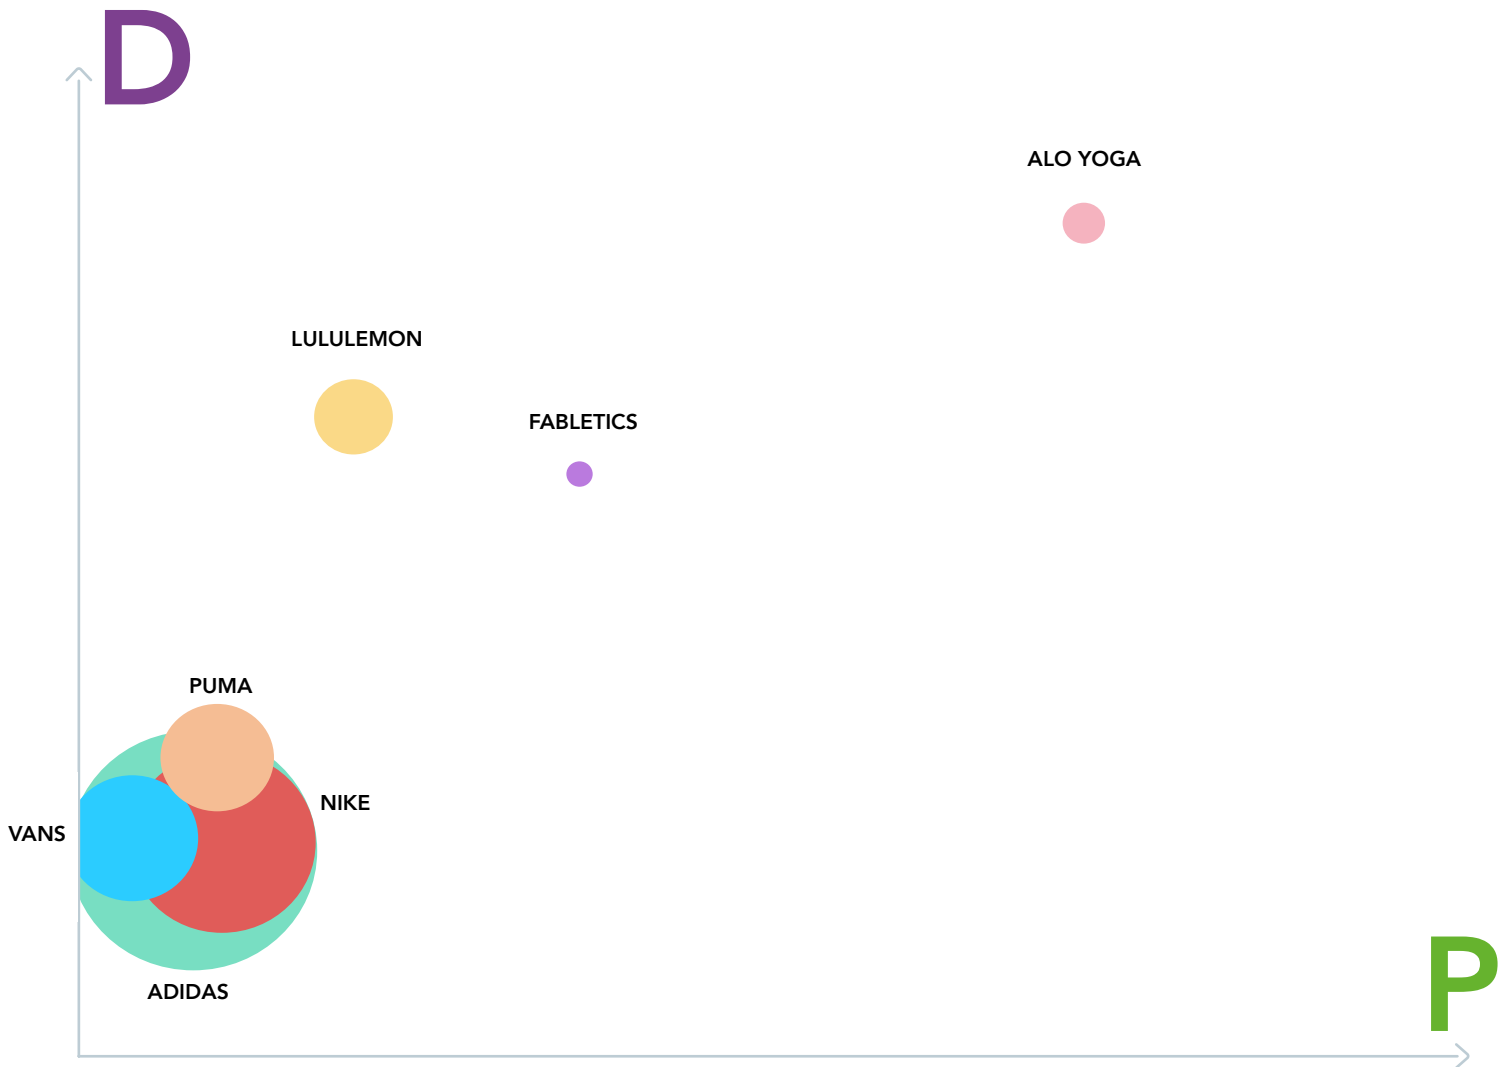 D
ALO YOGA
LULULEMON
FABLETICS
PUMA
NIKE
VANS
ADIDAS
P